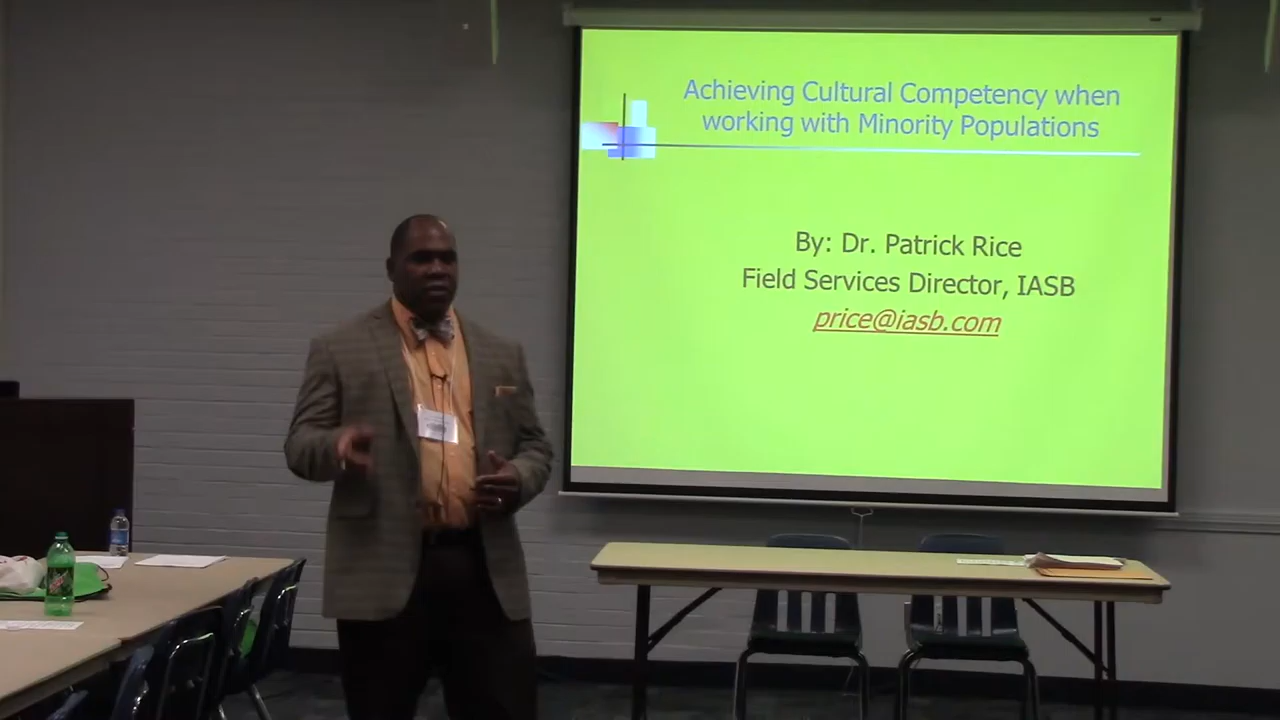 Achieving Cultural Competency when
working with Minority Populations
By: Dr. Patrick Rice
Field Services Director, IASB
price@iasb.com